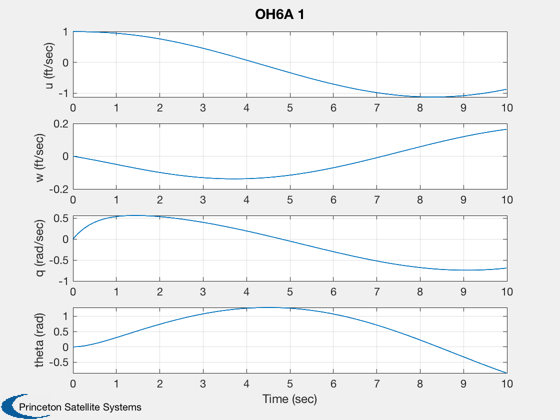 OH6A 1
u (ft/sec)
1
0
-1
0 1 2 3 4 5 6 7 8 9 10
w (ft/sec)
0.2
0
-0.2
0 1 2 3 4 5 6 7 8 9 10
q (rad/sec)
0.5
0
-0.5
-1
0 1 2 3 4 5 6 7 8 9 10
theta (rad)
1
0.5
0
-0.5
0 1 2 3 4 5 6 7 8 9 10
Time (sec)
Princeton Satellite Systems